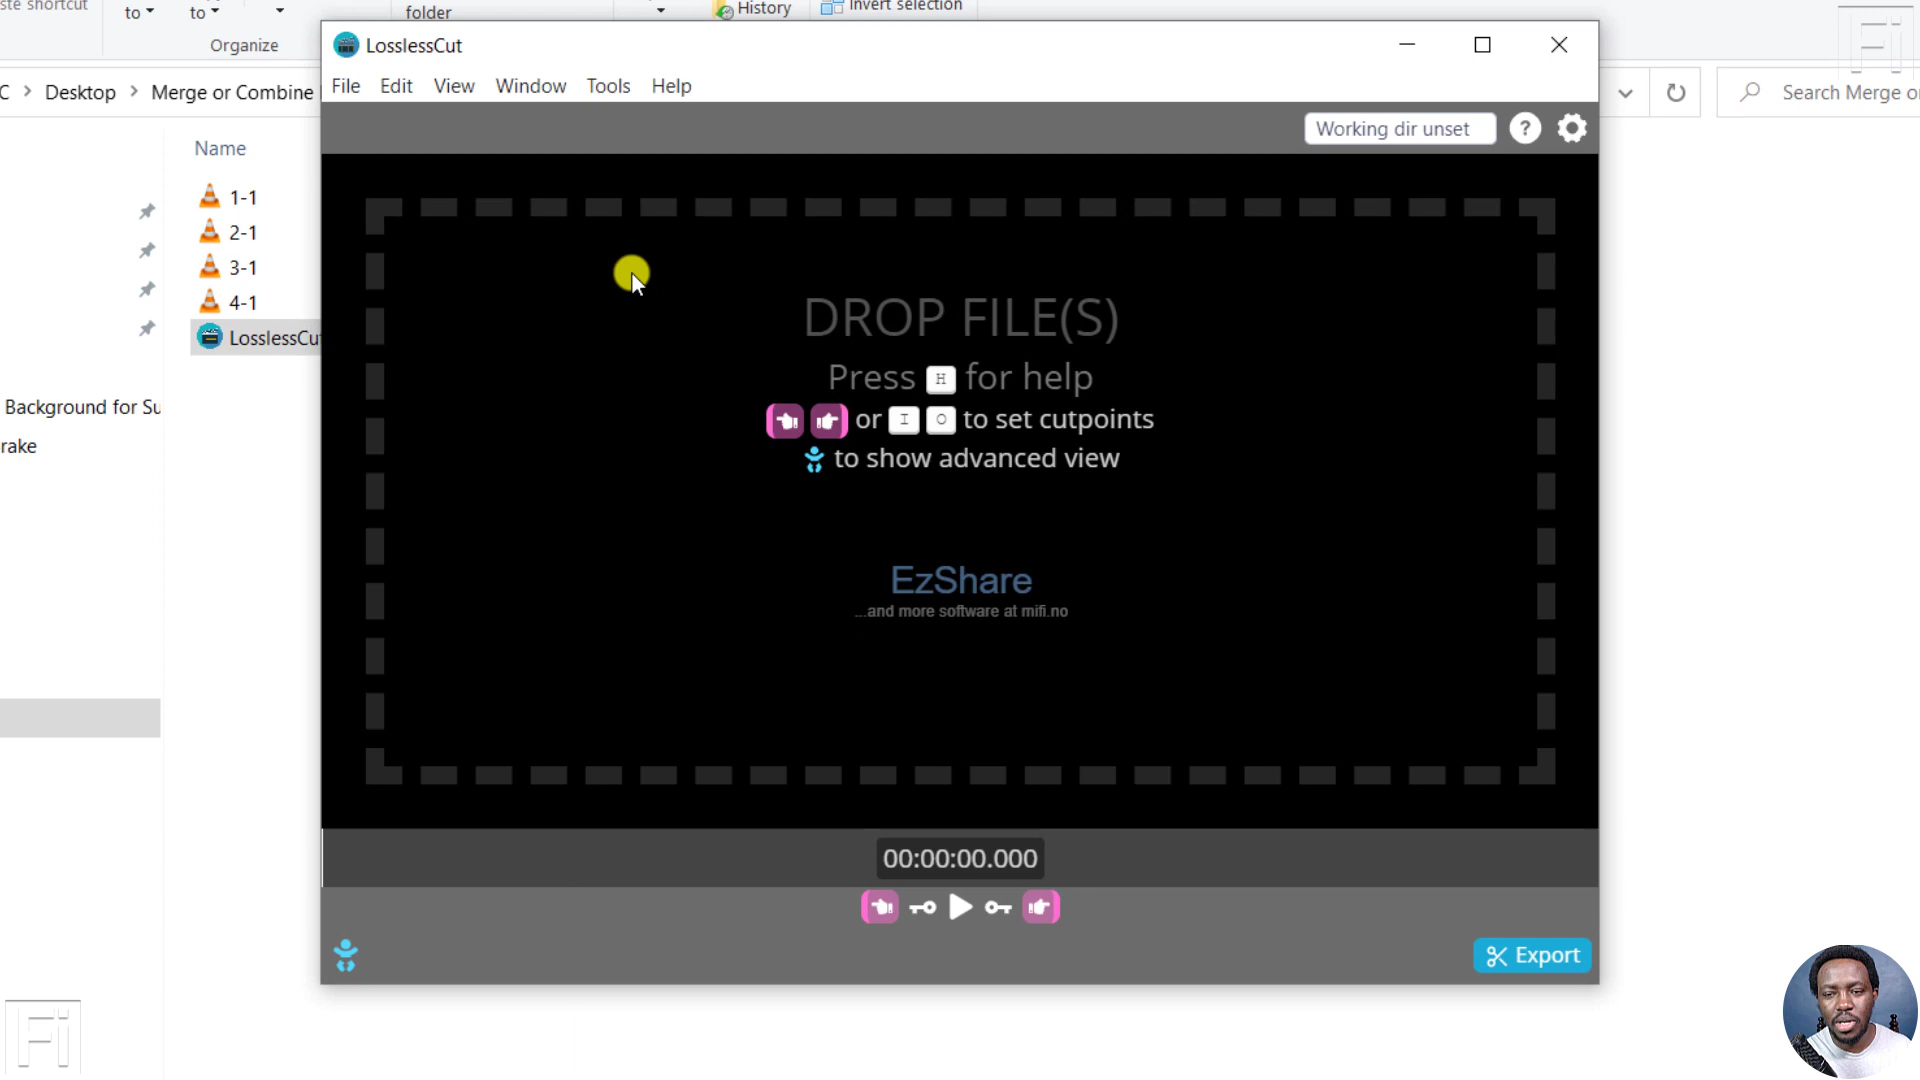 ste shortcut
to
to
folder
History
Invert selection
Organize
LosslessCut
C > Desktop > Merge or Combine
File Edit View Window Tools Help
Search Merge or
Working dir unset
?
Name
1-1
2-1
3-1
4-1
LosslessCut
DROP FILE(S)
Press H for help
or I O to set cutpoints
to show advanced view
Background for Su
rake
EzShare
...and more software at mifi.no
00:00:00.000
Export
Fi
Fi